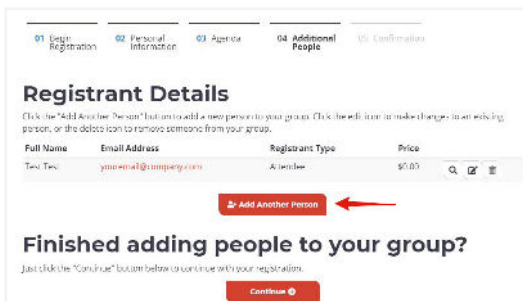 01 Begin Registration
02 Personal Information
03 Agenda
04 Additional People
05 Confirmation
Registrant Details
Click the "Add Another Person" button to add a new person to your group. Click the edit icon to make changes to an existing
person, or the delete icon to remove someone from your group.
Full Name Email Address Registrant Type Price
Test Test youremail@company.com Attendee $0.00
Add Another Person
Finished adding people to your group?
Just click the "Continue" button below to continue with your registration.
Continue